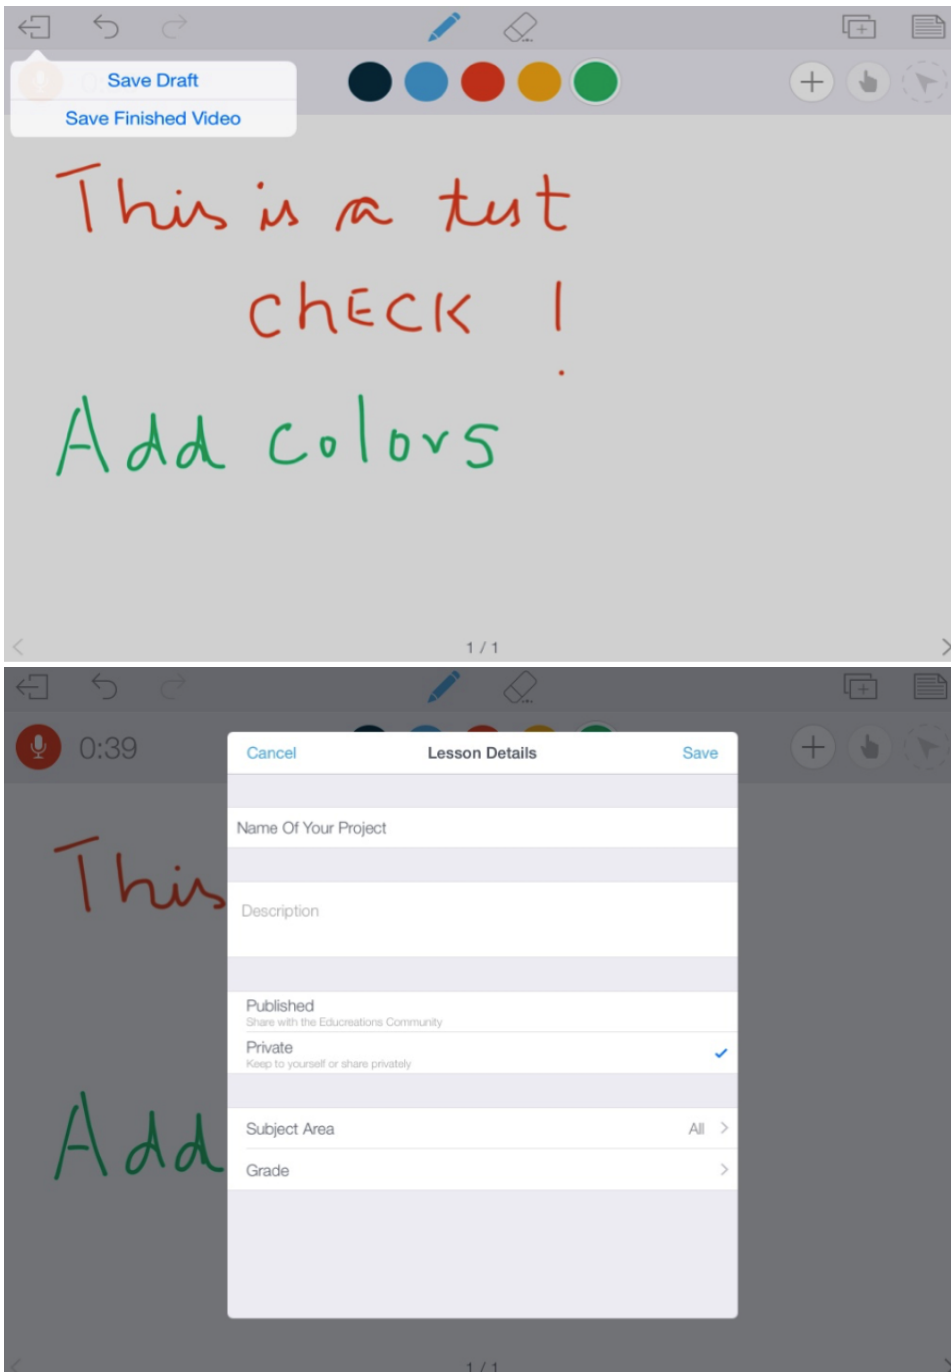 Save Draft
Save Finished Video
This is a test
ChECK !
Add colors
1 / 1
0:39
Cancel Lesson Details Save
Name Of Your Project
This
Description
Published
Share with the Educreations Community
Private
Keep to yourself or share privately
Add
Subject Area All
Grade
1 / 1